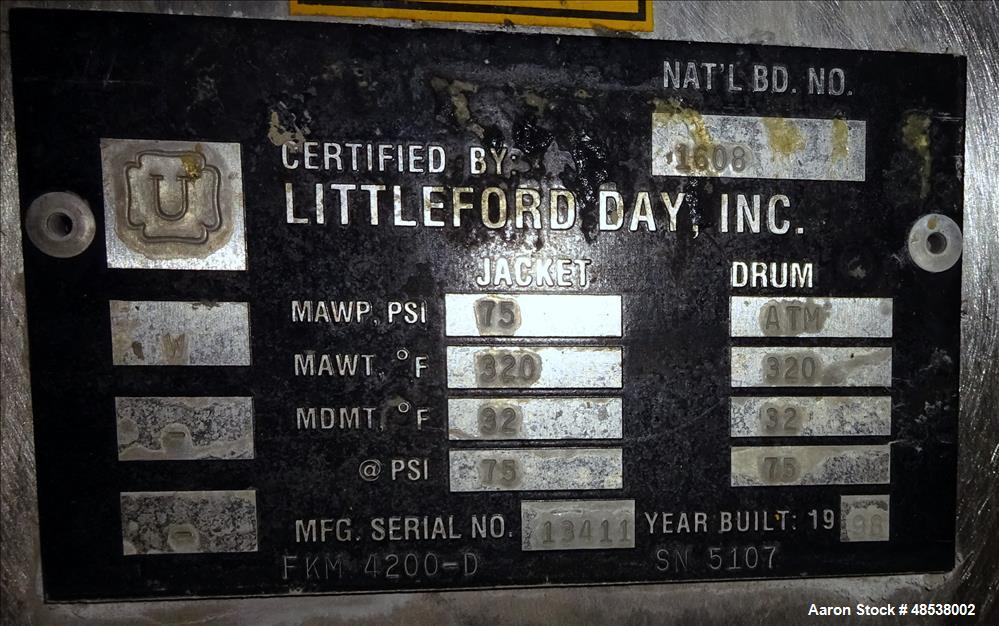 NAT'L BD. NO.
1608
U
CERTIFIED BY:
LITTLEFORD DAY, INC.
JACKET DRUM
MAWP, PSI 75 ATM
W
MAWT, °F 320 320
MDMT, °F 32 32
-
@ PSI 75 75
-
MFG. SERIAL NO. 13411 YEAR BUILT: 19 96
FKM 4200-D SN 5107
Aaron Stock # 48538002